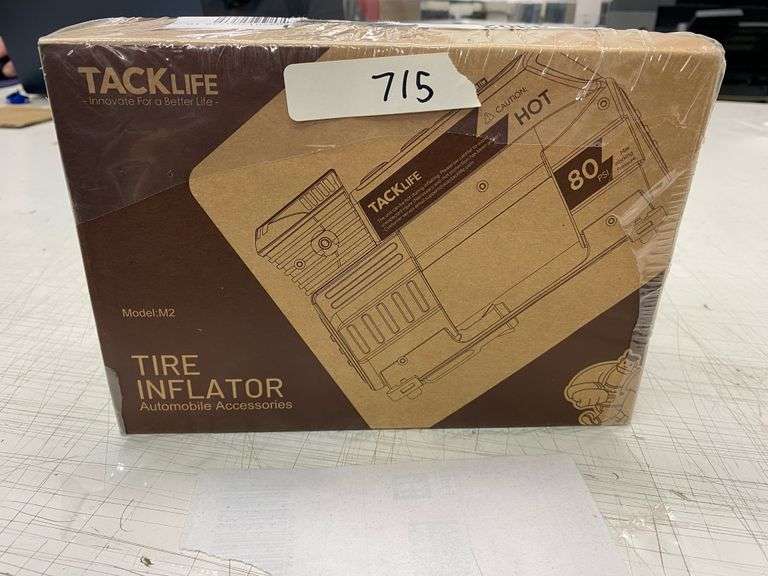 TACKLIFE
- Innovate For a Better Life -
715
CAUTION!
HOT
TACKLIFE
80
PSI
Model:M2
TIRE
INFLATOR
Automobile Accessories